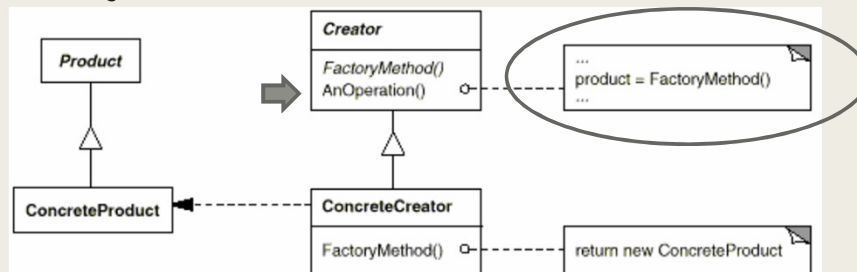 Creator
Product
FactoryMethod()
AnOperation()
...
product = FactoryMethod()
...
ConcreteProduct
ConcreteCreator
FactoryMethod()
return new ConcreteProduct